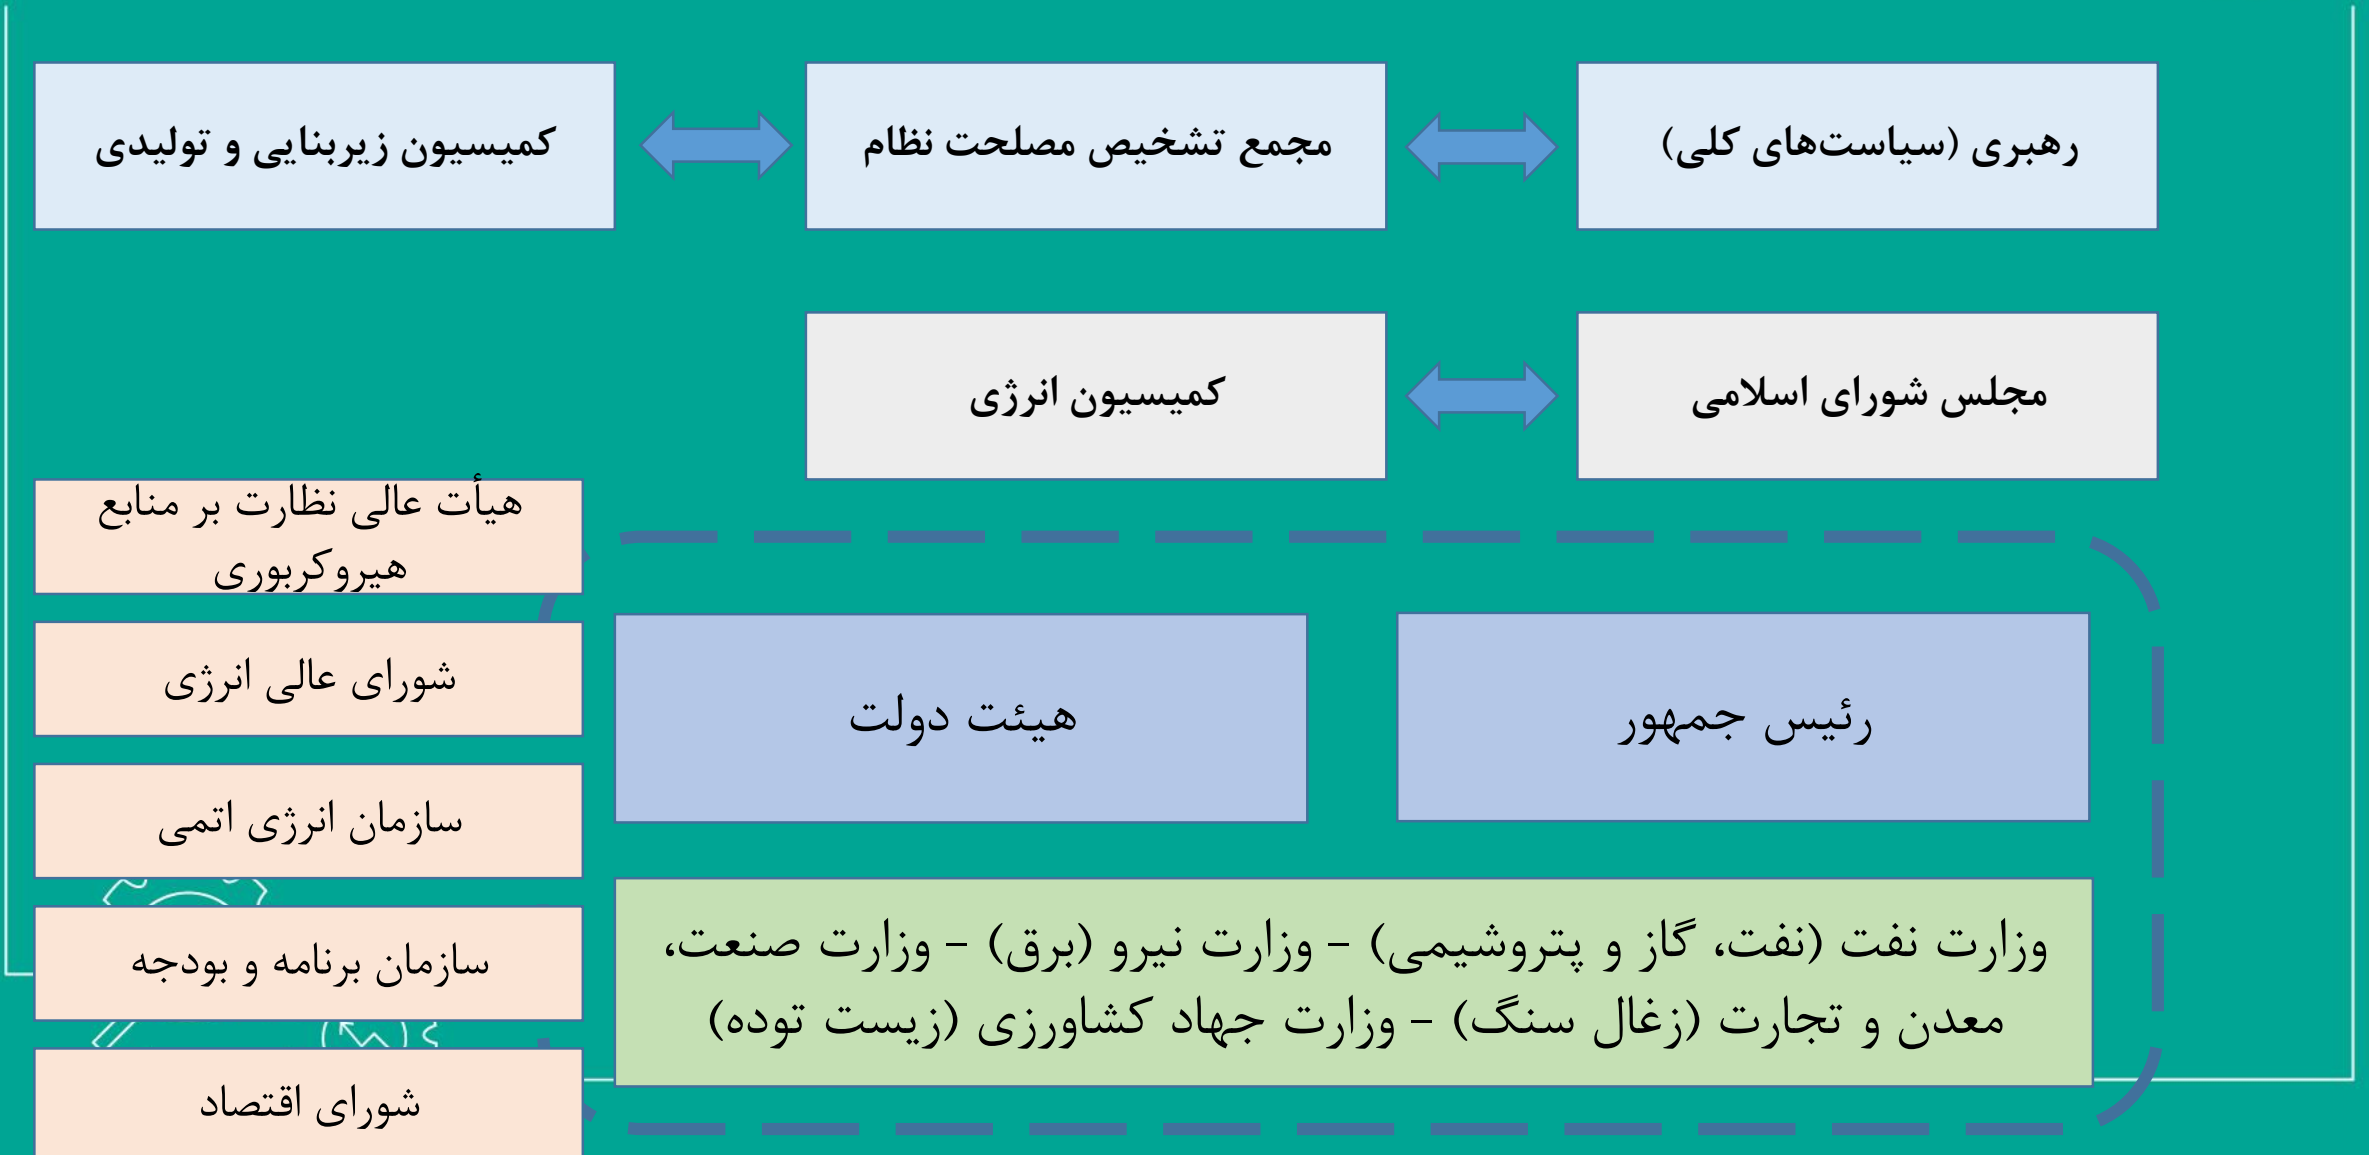 رهبری (سیاست‌های کلی)
مجمع تشخیص مصلحت نظام
کمیسیون زیربنایی و تولیدی
مجلس شورای اسلامی
کمیسیون انرژی
هیأت عالی نظارت بر منابع
هیروکربوری
شورای عالی انرژی
سازمان انرژی اتمی
سازمان برنامه و بودجه
شورای اقتصاد
رئیس جمهور
هیئت دولت
وزارت نفت (نفت، گاز و پتروشیمی) - وزارت نیرو (برق) - وزارت صنعت،
معدن و تجارت (زغال سنگ) - وزارت جهاد کشاورزی (زیست توده)